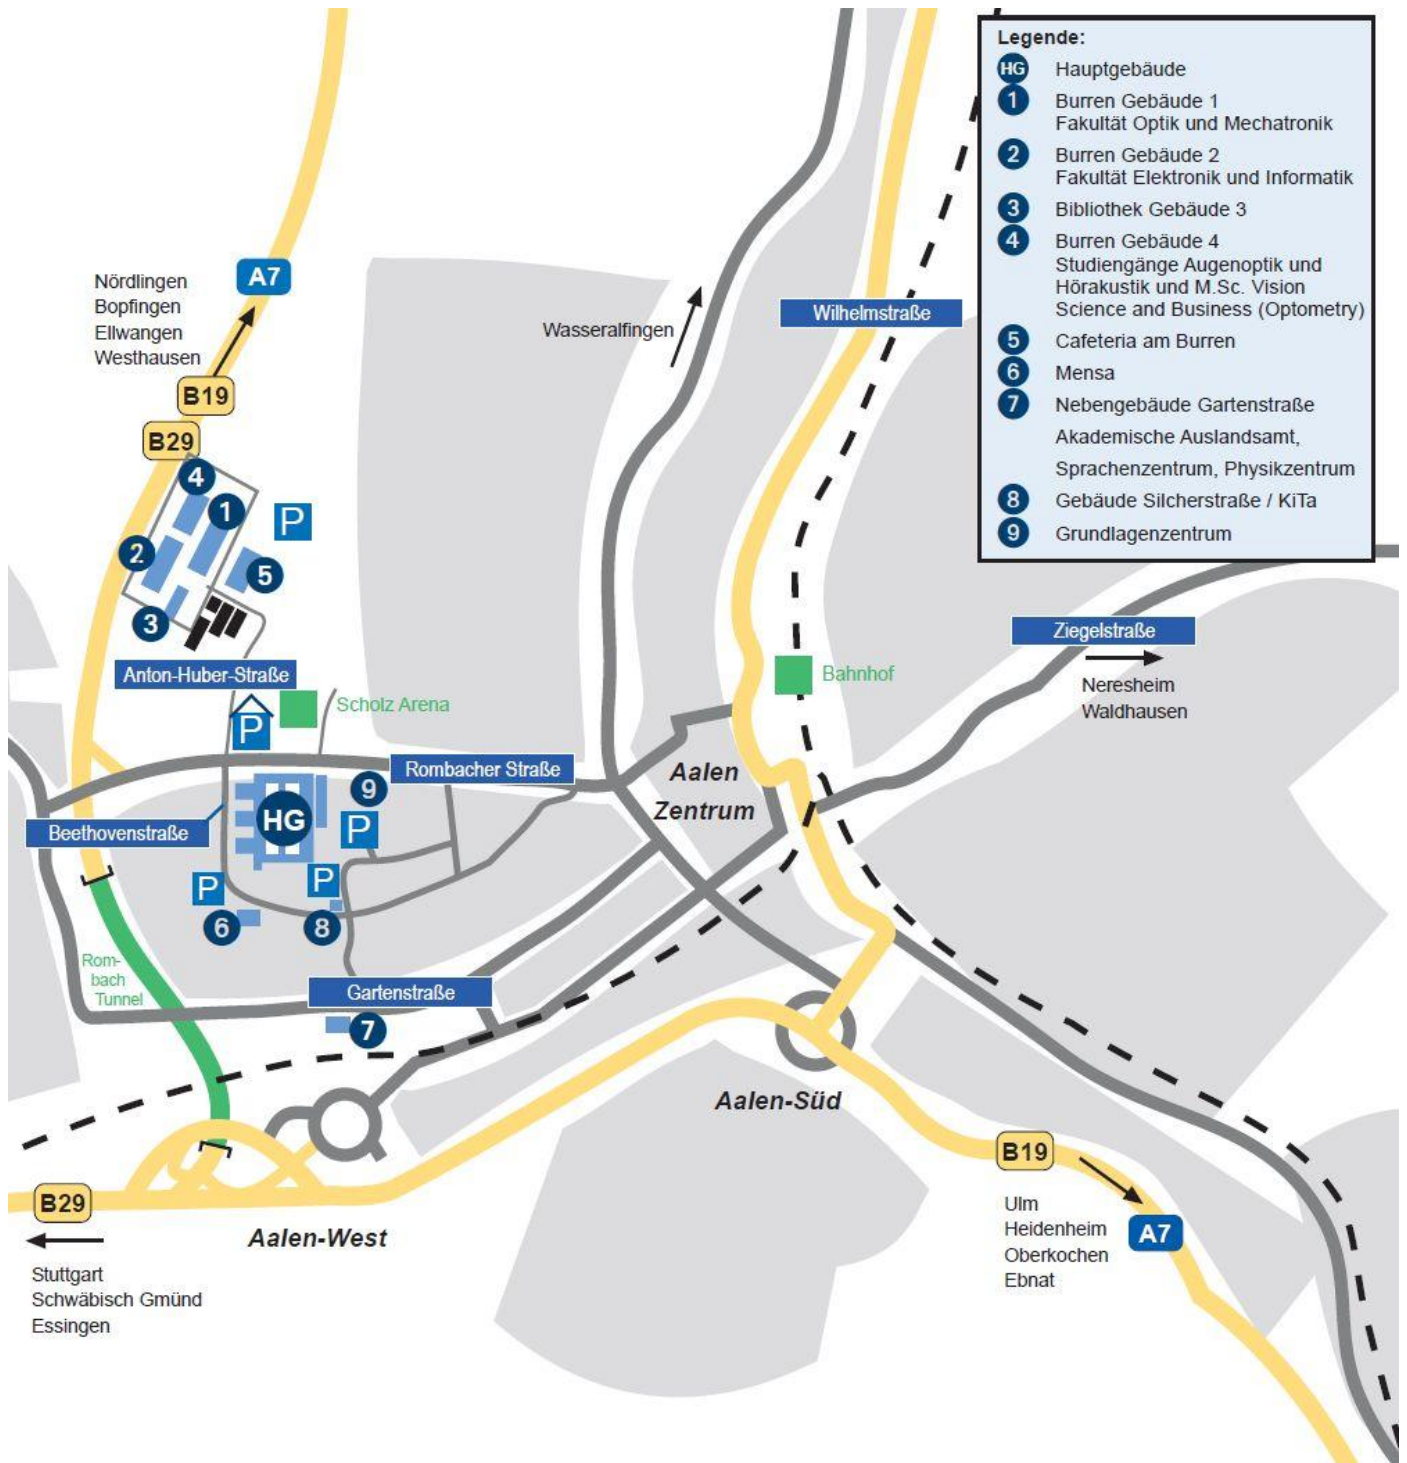 Legende:
HG Hauptgebäude
1 Burren Gebäude 1
Fakultät Optik und Mechatronik
2 Burren Gebäude 2
Fakultät Elektronik und Informatik
3 Bibliothek Gebäude 3
4 Burren Gebäude 4
Studiengänge Augenoptik und
Hörakustik und M.Sc. Vision
Science and Business (Optometry)
5 Cafeteria am Burren
6 Mensa
7 Nebengebäude Gartenstraße
Akademische Auslandsamt,
Sprachenzentrum, Physikzentrum
8 Gebäude Silcherstraße / KiTa
9 Grundlagenzentrum
A7
Nördlingen
Bopfingen
Ellwangen
Westhausen
B19
B29
Wasseralfingen
Wilhelmstraße
4
1
P
2
5
3
Anton-Huber-Straße
P
Scholz Arena
Bahnhof
Ziegelstraße
Neresheim
Waldhausen
Rombacher Straße
Aalen
Zentrum
9
HG
P
Beethovenstraße
P
P
6
8
Rom-
bach
Tunnel
Gartenstraße
7
Aalen-Süd
B19
Ulm
Heidenheim
Oberkochen
Ebnat
A7
B29
Aalen-West
Stuttgart
Schwäbisch Gmünd
Essingen